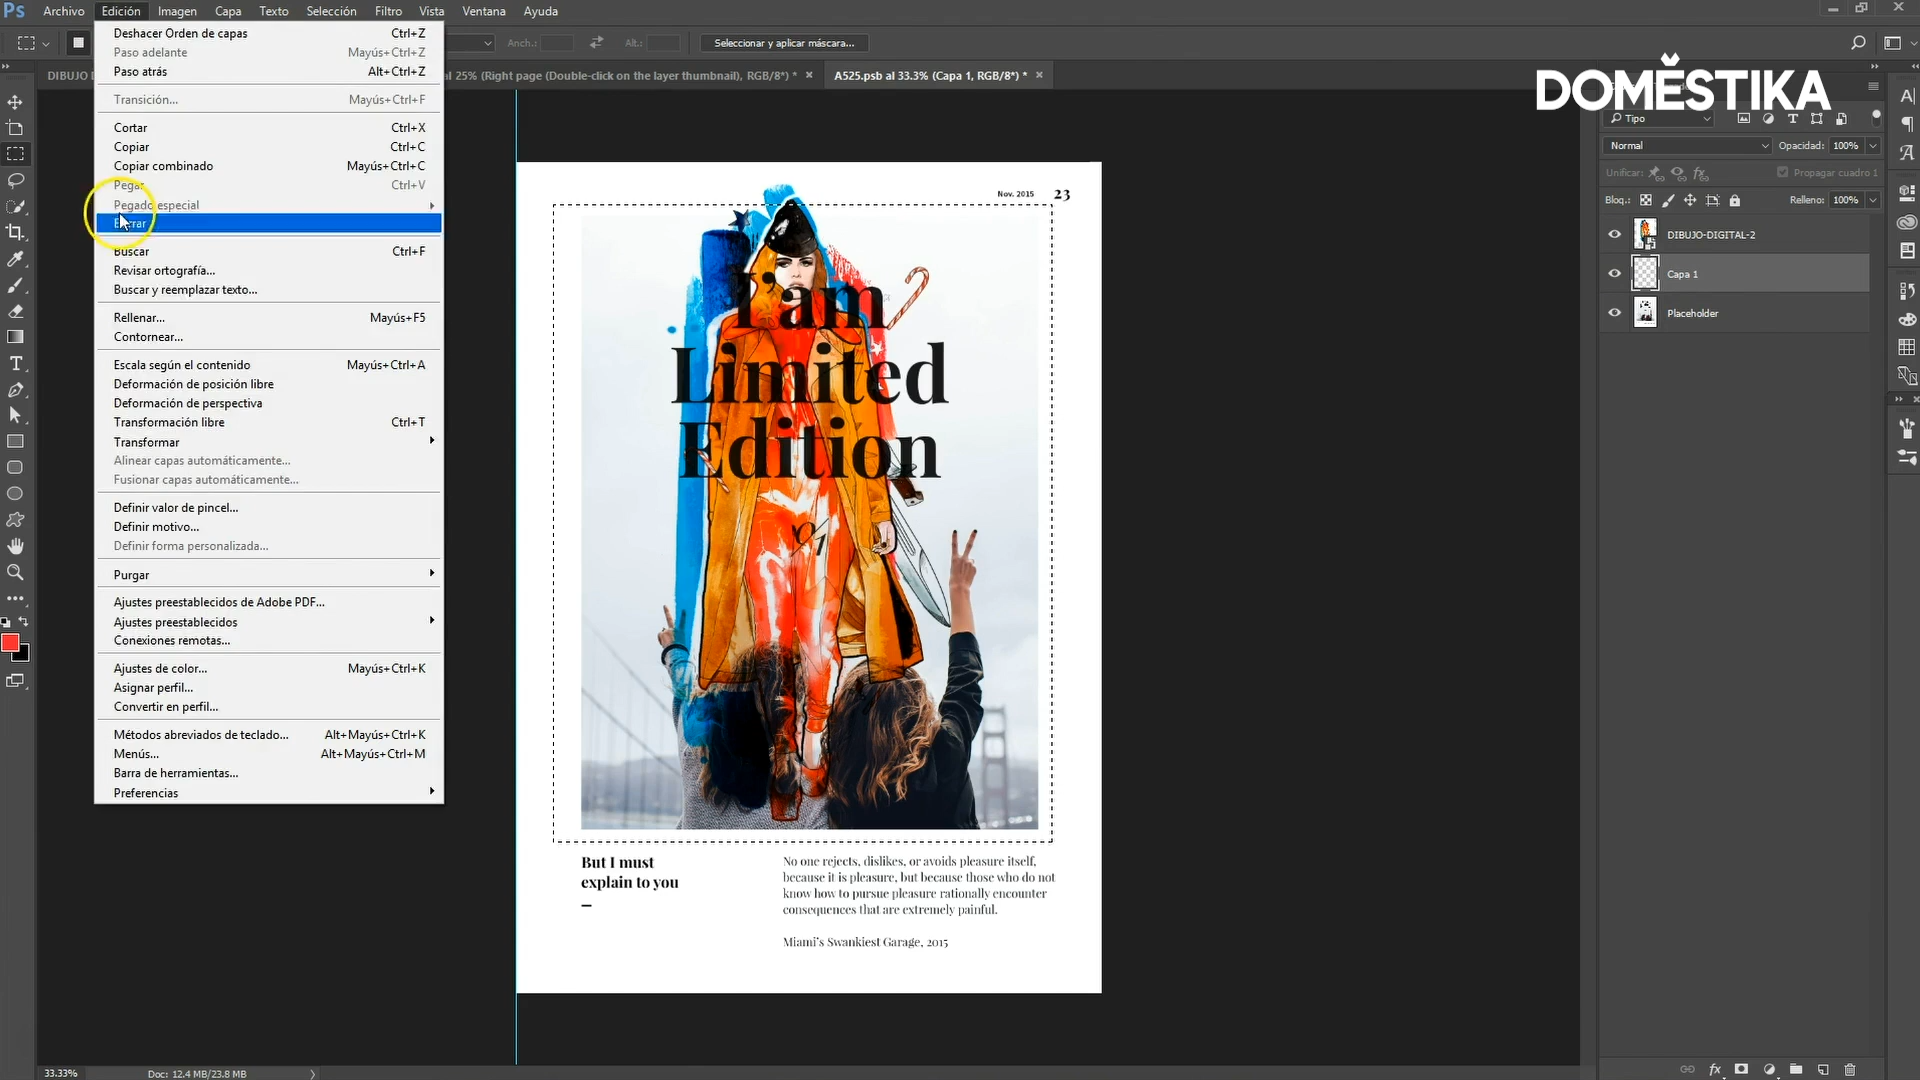 Ps Archivo Edición Imagen Capa Texto Selección Filtro Vista Ventana Ayuda
Anch.: Alt.: Seleccionar y aplicar máscara...
DIBUJO al 25% (Right page (Double-click on the layer thumbnail), RGB/8*) * A525.psb al 33.3% (Capa 1, RGB/8*) *
DOMESTIKA
Deshacer Orden de capas Ctrl+Z
Paso adelante Mayús+Ctrl+Z
Paso atrás Alt+Ctrl+Z
Transición... Mayús+Ctrl+F
Cortar Ctrl+X
Copiar Ctrl+C
Copiar combinado Mayús+Ctrl+C
Pegar Ctrl+V
Pegado especial
Borrar
Buscar Ctrl+F
Revisar ortografía...
Buscar y reemplazar texto...
Rellenar... Mayús+F5
Contornear...
Escala según el contenido Mayús+Ctrl+A
Deformación de posición libre
Deformación de perspectiva
Transformación libre Ctrl+T
Transformar
Alinear capas automáticamente...
Fusionar capas automáticamente...
Definir valor de pincel...
Definir motivo...
Definir forma personalizada...
Purgar
Ajustes preestablecidos de Adobe PDF...
Ajustes preestablecidos
Conexiones remotas...
Ajustes de color... Mayús+Ctrl+K
Asignar perfil...
Convertir en perfil...
Métodos abreviados de teclado... Alt+Mayús+Ctrl+K
Menús... Alt+Mayús+Ctrl+M
Barra de herramientas...
Preferencias
Nov. 2015 23
I'am
Limited
Edition
But I must
explain to you
No one rejects, dislikes, or avoids pleasure itself,
because it is pleasure, but because those who do not
know how to pursue pleasure rationally encounter
consequences that are extremely painful.
Miami's Swankiest Garage, 2015
Tipo
Normal Opacidad: 100%
Unificar: Propagar cuadro 1
Bloq.: Relleno: 100%
DIBUJO-DIGITAL-2
Capa 1
Placeholder
33.33% Doc: 12.4 MB/23.8 MB